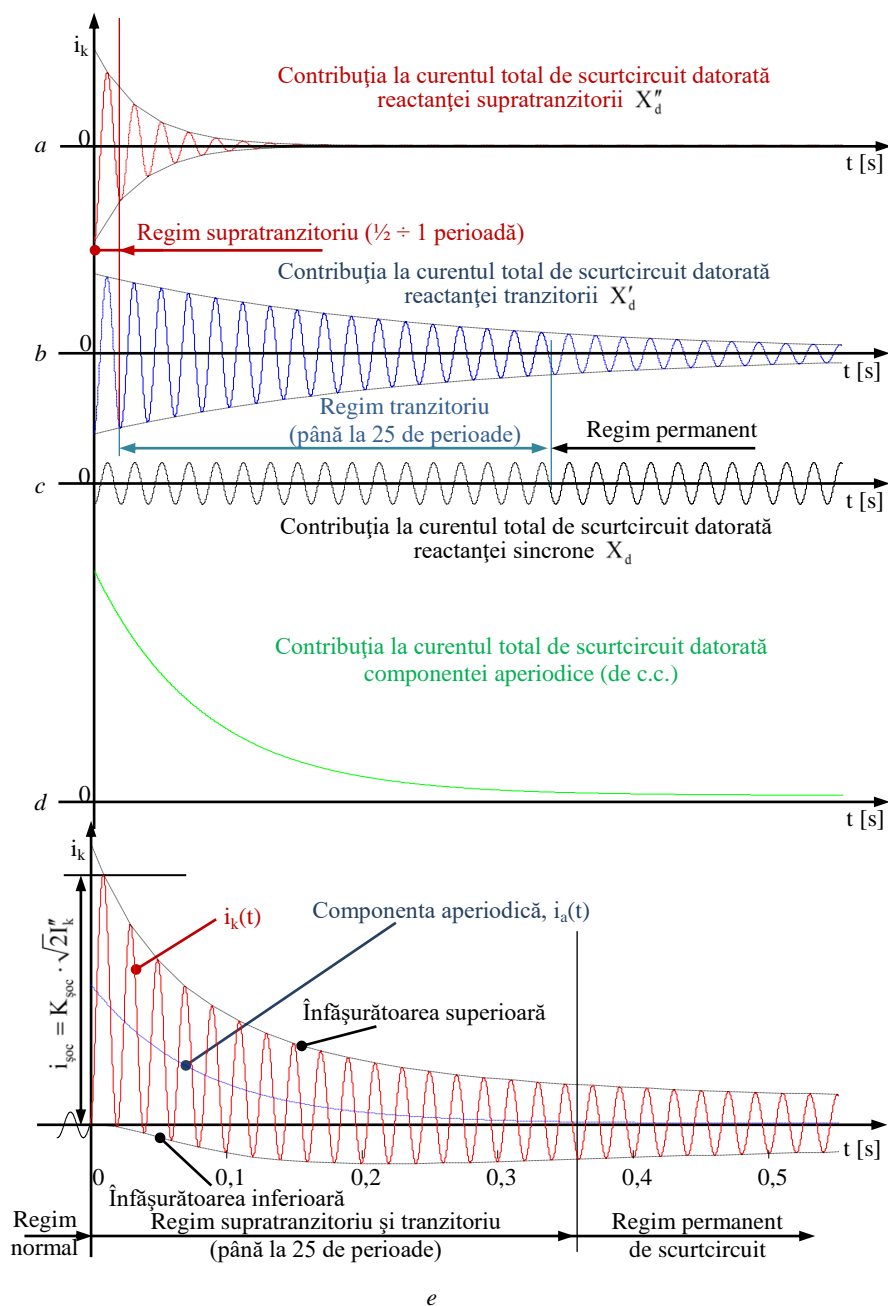 i_k
Contribuţia la curentul total de scurtcircuit datorată
reactanţei supratranzitorii X″_d
0
a
t [s]
Regim supratranzitoriu (½ ÷ 1 perioadă)
Contribuţia la curentul total de scurtcircuit datorată
reactanţei tranzitorii X′_d
0
b
t [s]
Regim tranzitoriu
(până la 25 de perioade)
Regim permanent
0
c
t [s]
Contribuţia la curentul total de scurtcircuit datorată
reactanţei sincrone X_d
Contribuţia la curentul total de scurtcircuit datorată
componentei aperiodice (de c.c.)
0
d
t [s]
i_k
i_şoc = K_şoc · √2I″_k
i_k(t)
Componenta aperiodică, i_a(t)
Înfăşurătoarea superioară
t [s]
0
0,1
0,2
0,3
0,4
0,5
Înfăşurătoarea inferioară
Regim
normal
Regim supratranzitoriu şi tranzitoriu
(până la 25 de perioade)
Regim permanent
de scurtcircuit
e